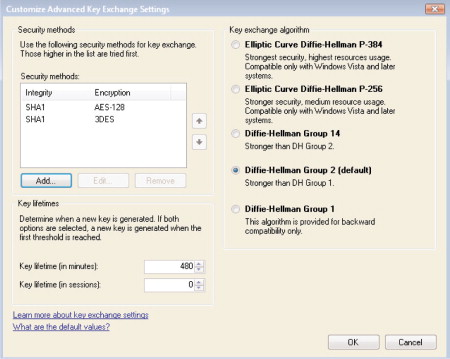 Customize Advanced Key Exchange Settings
Security methods
Use the following security methods for key exchange.
Those higher in the list are tried first.
Security methods:
Integrity Encryption
SHA1 AES-128
SHA1 3DES
Add... Edit... Remove
Key lifetimes
Determine when a new key is generated. If both
options are selected, a new key is generated when the
first threshold is reached.
Key lifetime (in minutes): 480
Key lifetime (in sessions): 0
Learn more about key exchange settings
What are the default values?
Key exchange algorithm
Elliptic Curve Diffie-Hellman P-384
Strongest security, highest resources usage.
Compatible only with Windows Vista and later
systems.
Elliptic Curve Diffie-Hellman P-256
Stronger security, medium resource usage.
Compatible only with Windows Vista and later
systems.
Diffie-Hellman Group 14
Stronger than DH Group 2.
Diffie-Hellman Group 2 (default)
Stronger than DH Group 1.
Diffie-Hellman Group 1
This algorithm is provided for backward
compatibility only.
OK Cancel